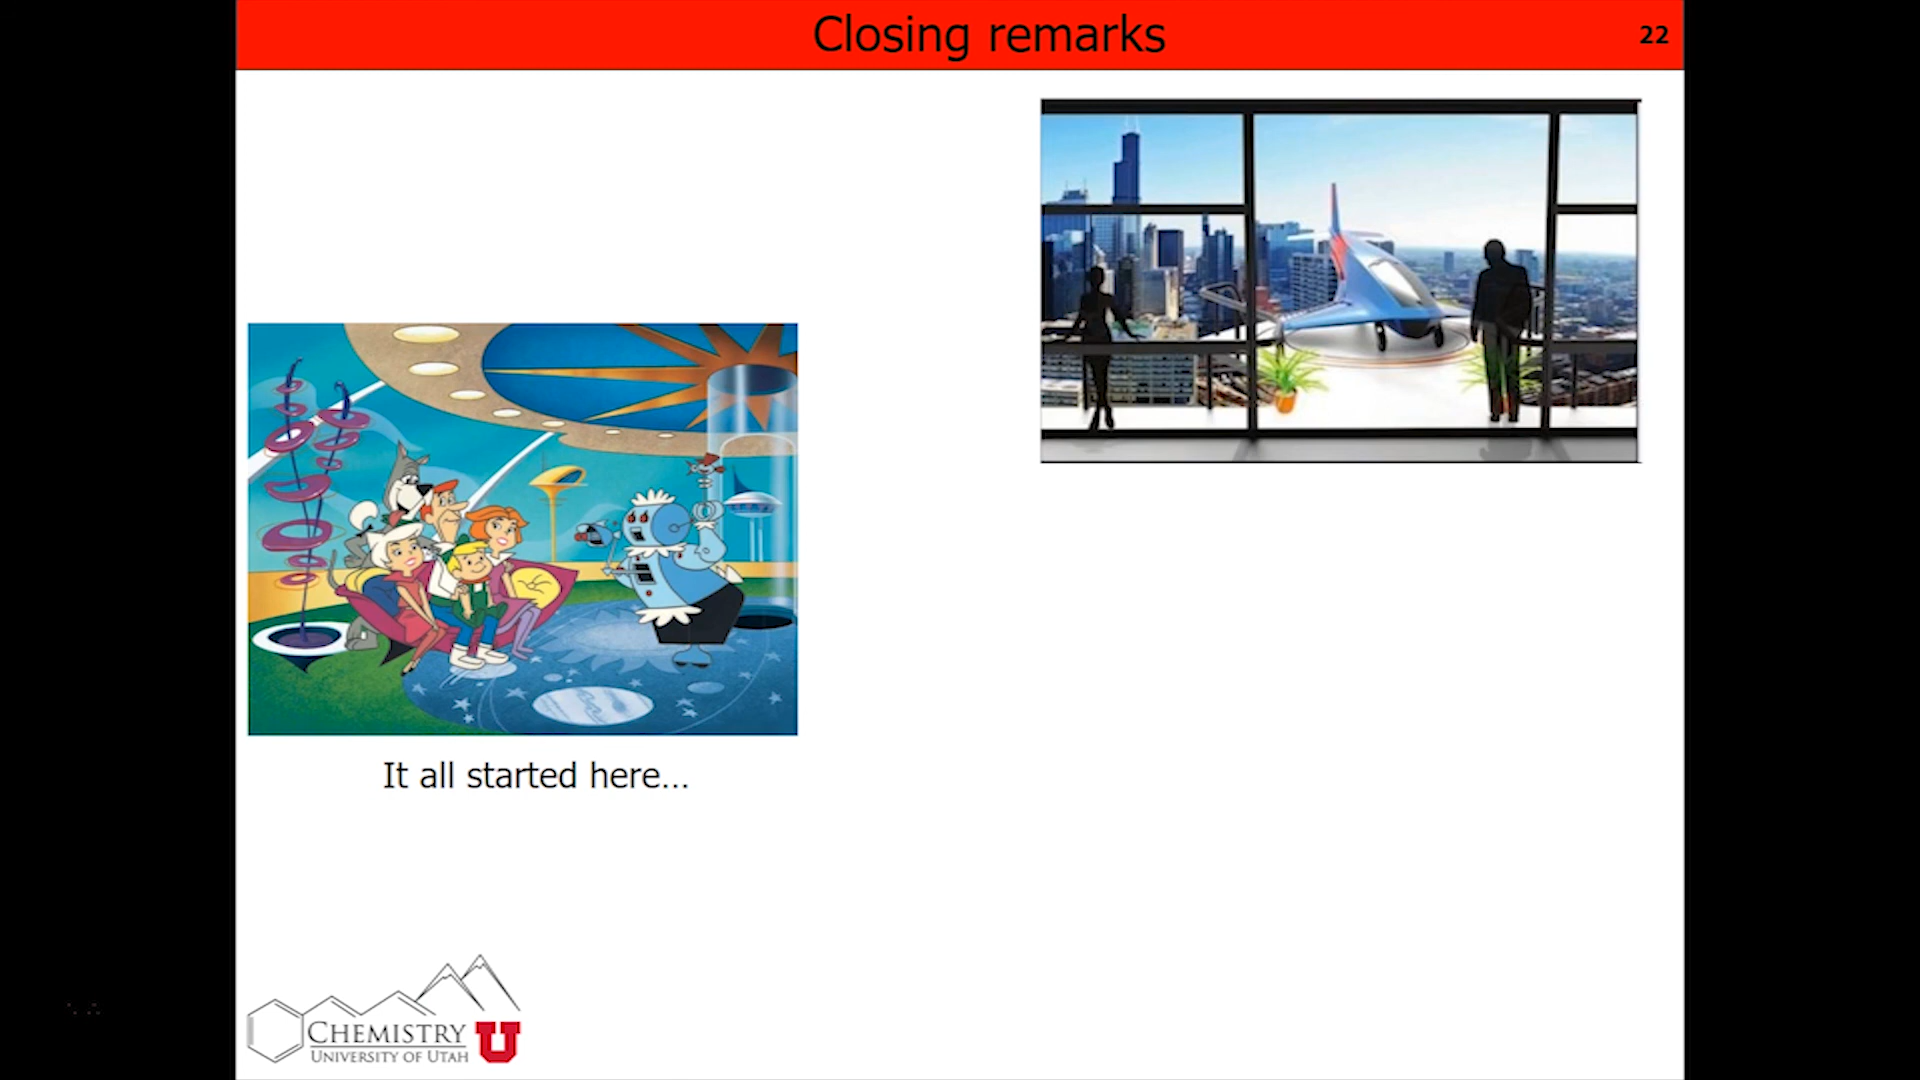 Closing remarks
22
It all started here...
CHEMISTRY
UNIVERSITY OF UTAH
U